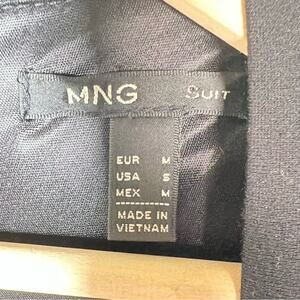 MNG SUIT
EUR M
USA S
MEX M
MADE IN
VIETNAM